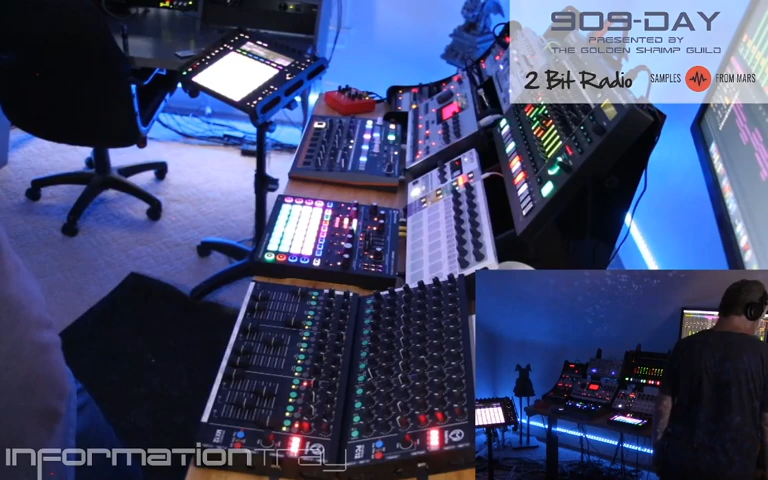 909-DAY
PRESENTED BY
THE GOLDEN SHRIMP GUILD
2 Bit Radio
SAMPLES FROM MARS
informationTray